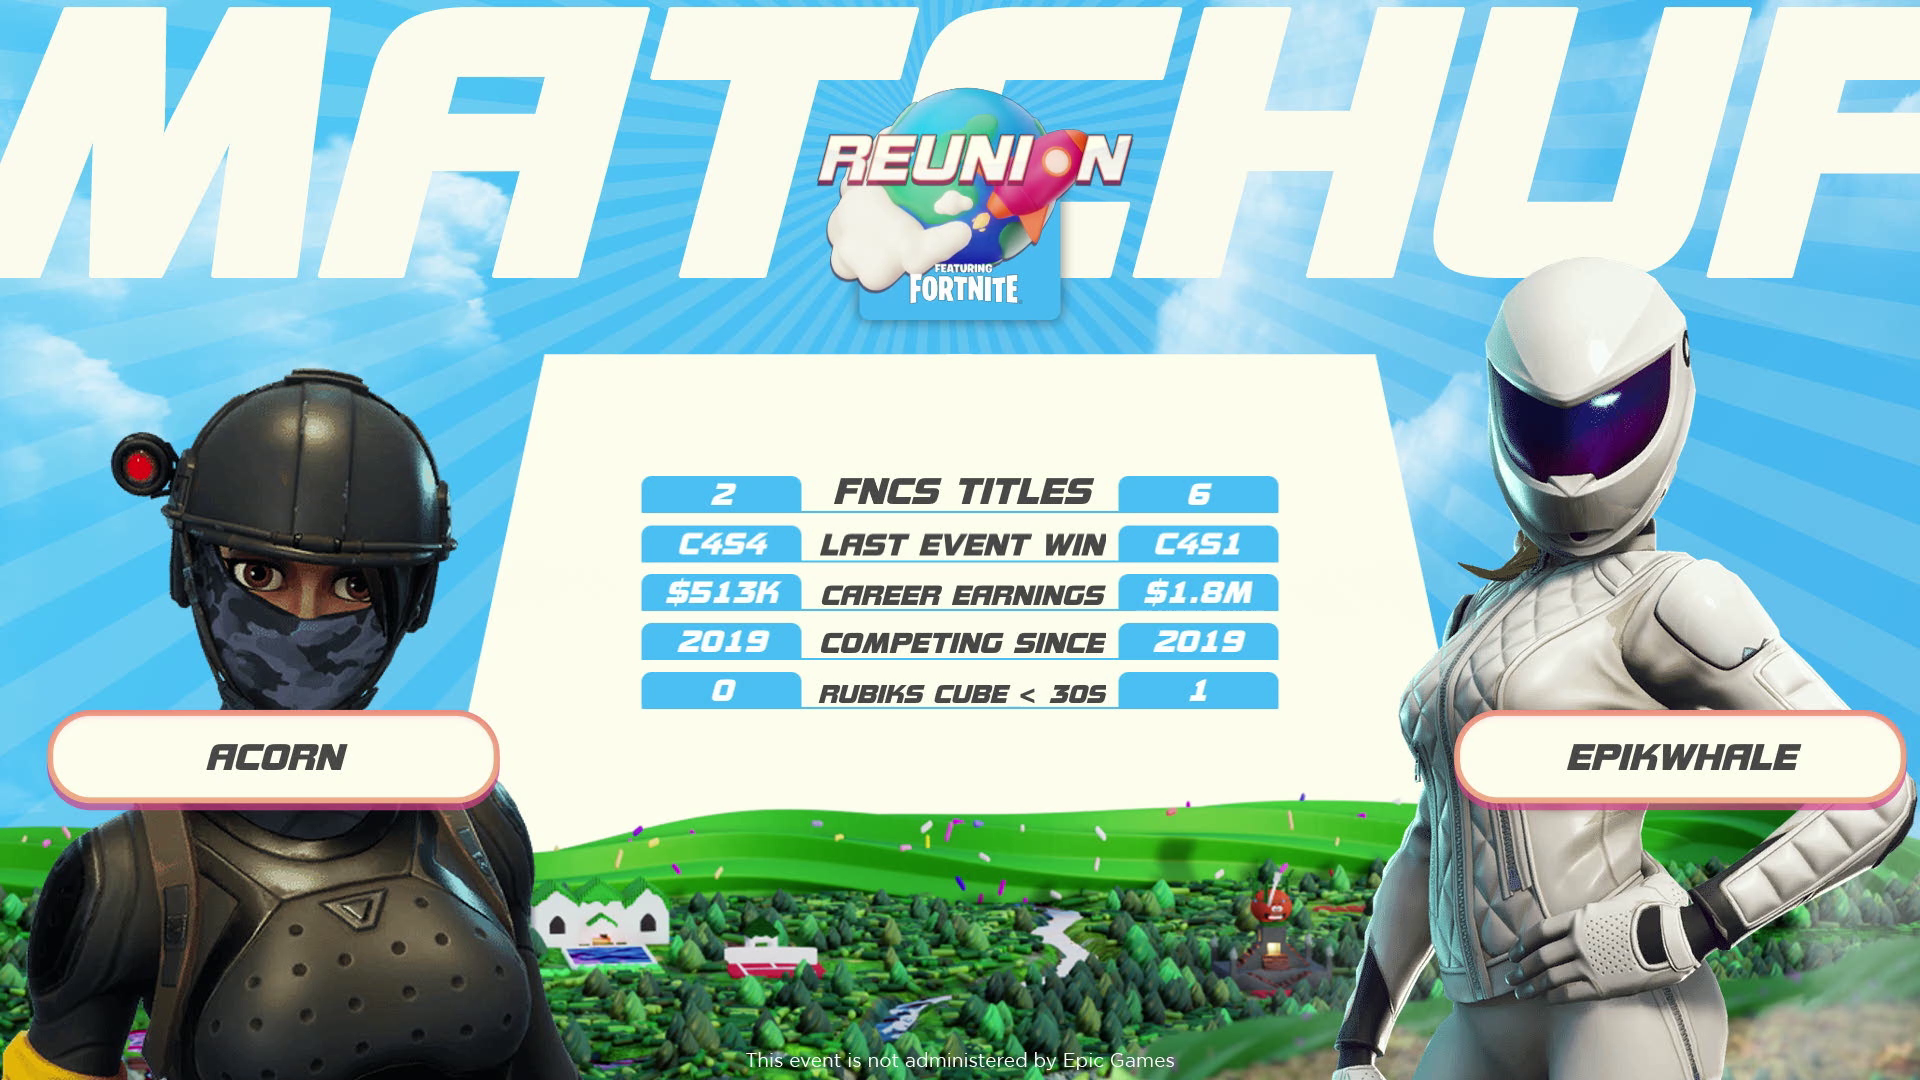 MATCHUP
REUNION
FEATURING
FORTNITE
2 FNCS TITLES 6
C4S4 LAST EVENT WIN C4S1
$513K CAREER EARNINGS $1.8M
2019 COMPETING SINCE 2019
0 RUBIKS CUBE < 30S 1
ACORN
EPIKWHALE
This event is not administered by Epic Games